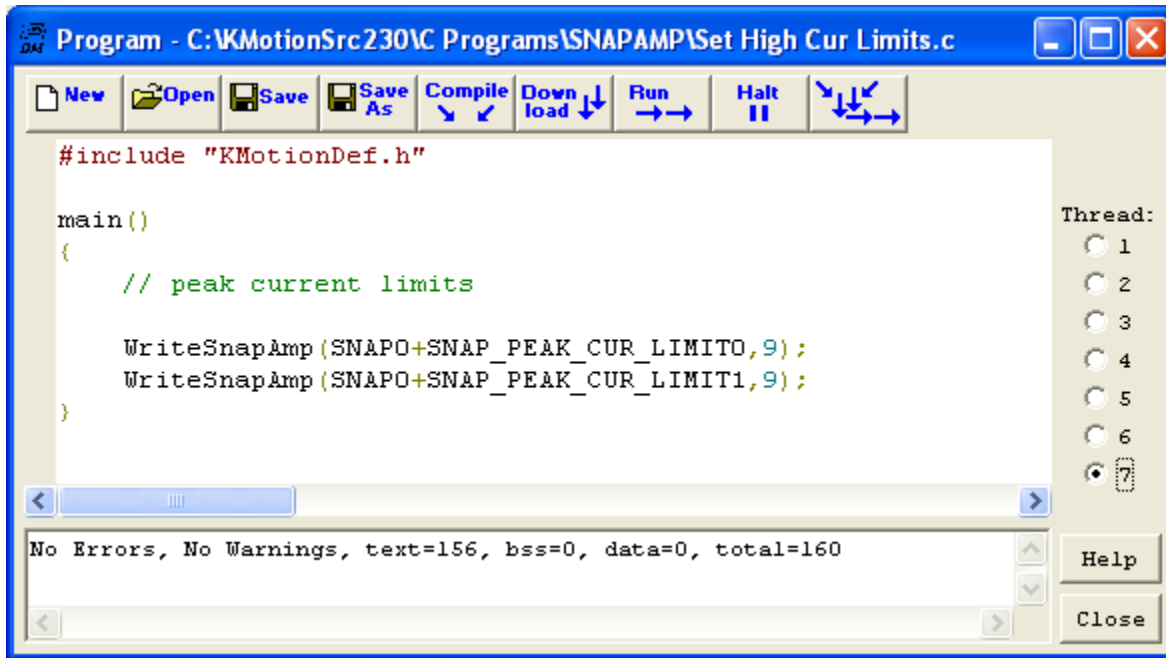 Program - C:\KMotionSrc230\C Programs\SNAPAMP\Set High Cur Limits.c
New Open Save Save As Compile Down load Run Halt
#include "KMotionDef.h"
main()
{
// peak current limits
WriteSnapAmp(SNAP0+SNAP_PEAK_CUR_LIMIT0,9);
WriteSnapAmp(SNAP0+SNAP_PEAK_CUR_LIMIT1,9);
}
Thread:
1
2
3
4
5
6
7
No Errors, No Warnings, text=156, bss=0, data=0, total=160
Help
Close